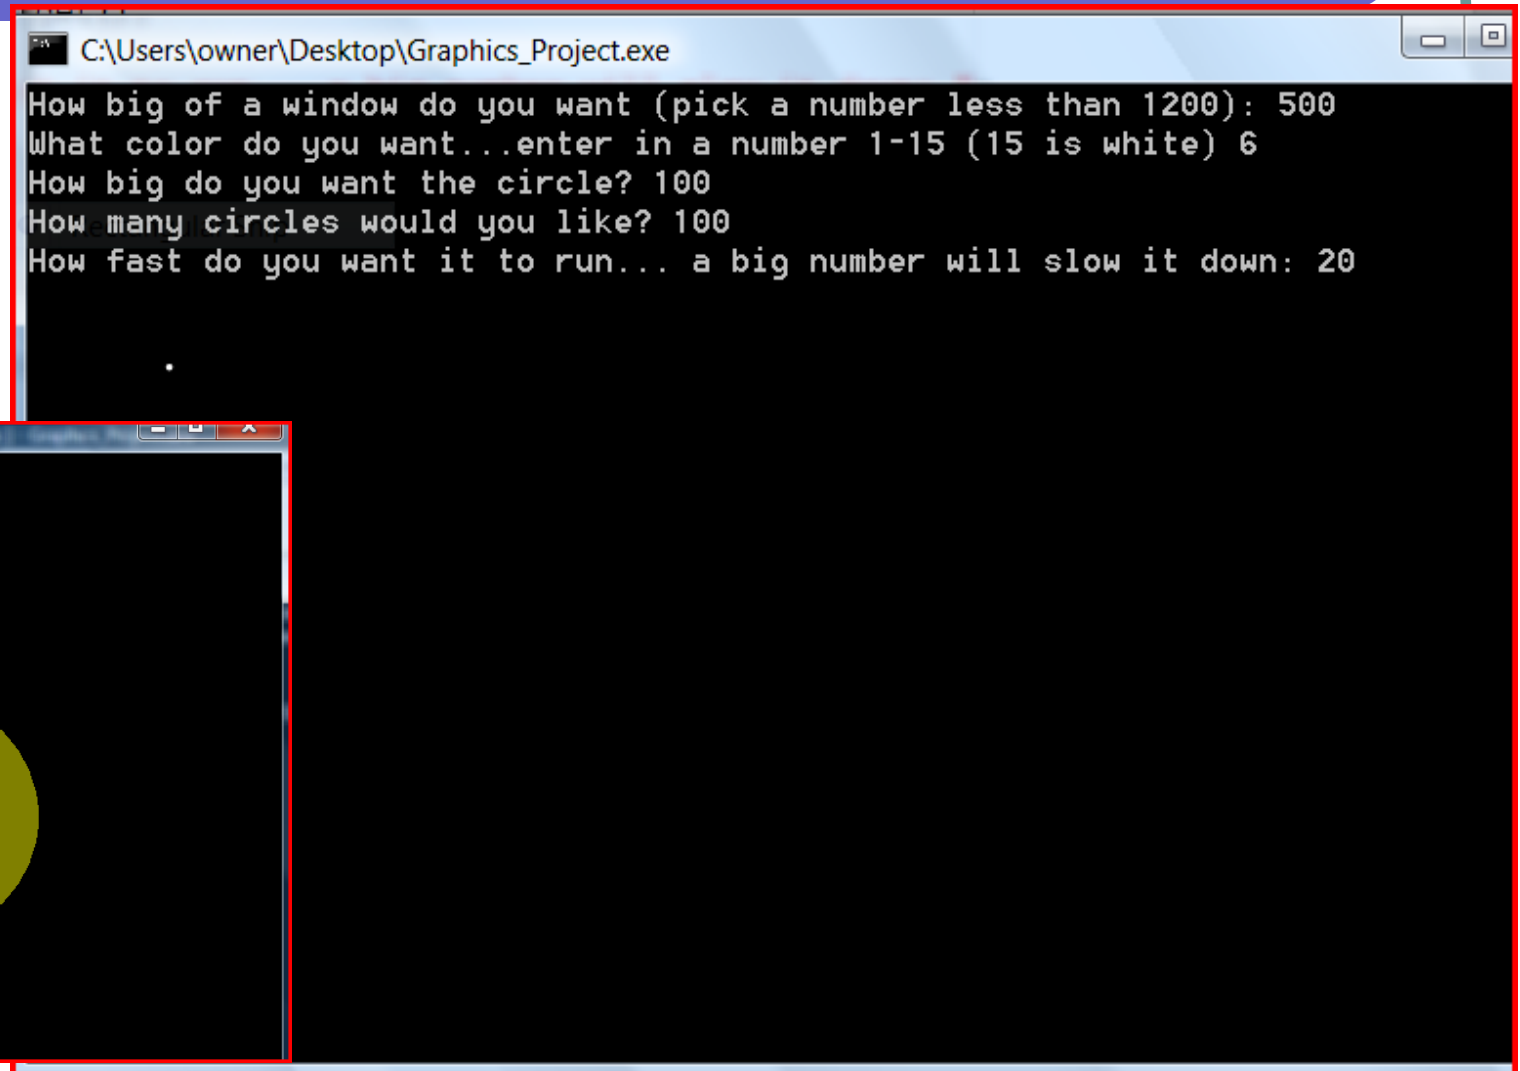 C:\Users\owner\Desktop\Graphics_Project.exe
How big of a window do you want (pick a number less than 1200): 500
What color do you want...enter in a number 1-15 (15 is white) 6
How big do you want the circle? 100
How many circles would you like? 100
How fast do you want it to run... a big number will slow it down: 20